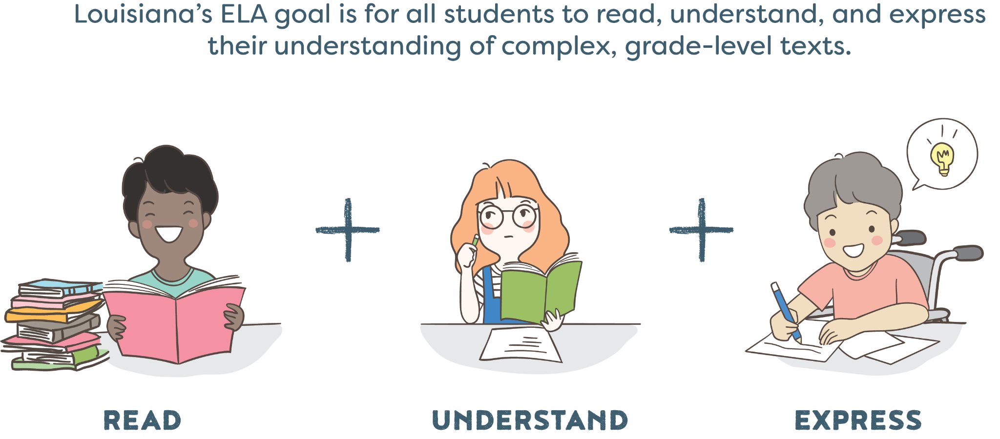 Louisiana’s ELA goal is for all students to read, understand, and express
their understanding of complex, grade-level texts.
READ
UNDERSTAND
EXPRESS